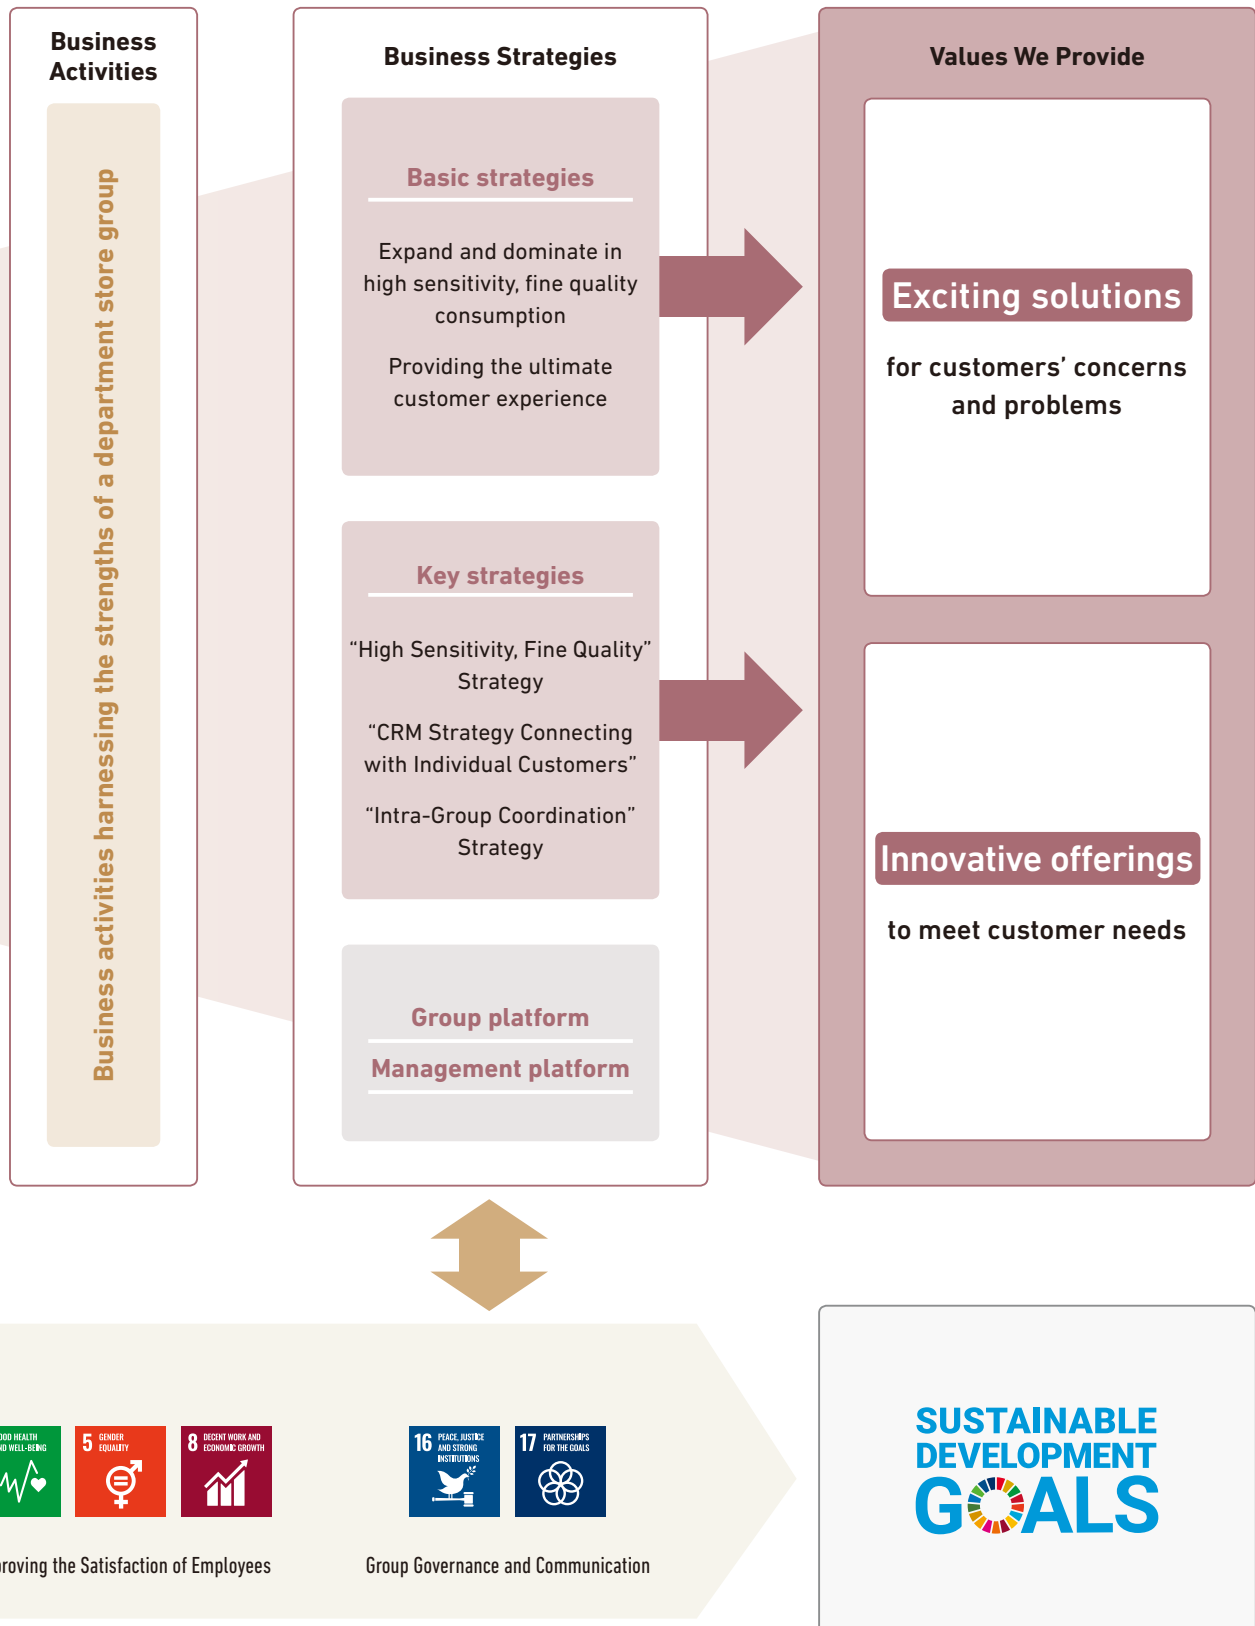 Business
Activities
Business activities harnessing the strengths of a department store group
Business Strategies
Basic strategies
Expand and dominate in
high sensitivity, fine quality
consumption
Providing the ultimate
customer experience
Key strategies
“High Sensitivity, Fine Quality”
Strategy
“CRM Strategy Connecting
with Individual Customers”
“Intra-Group Coordination”
Strategy
Group platform
Management platform
Values We Provide
Exciting solutions
for customers’ concerns
and problems
Innovative offerings
to meet customer needs
OOD HEALTH
ND WELL-BEING
5 GENDER
EQUALITY
8 DECENT WORK AND
ECONOMIC GROWTH
roving the Satisfaction of Employees
16 PEACE, JUSTICE
AND STRONG
INSTITUTIONS
17 PARTNERSHIPS
FOR THE GOALS
Group Governance and Communication
SUSTAINABLE
DEVELOPMENT
GOALS